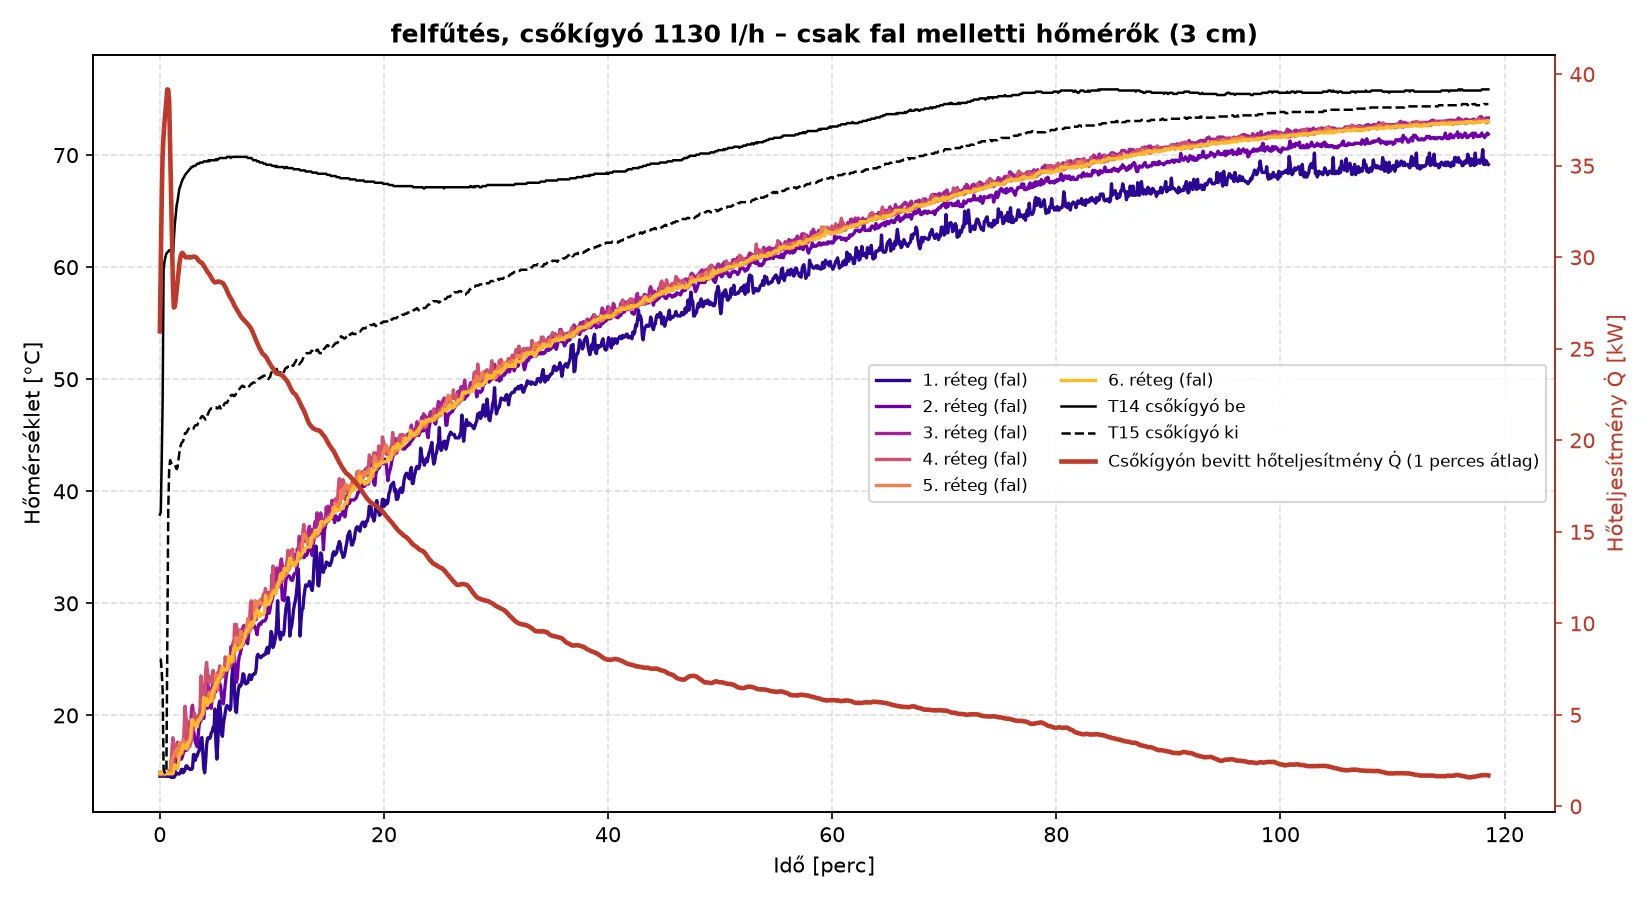 felfűtés, csőkígyó 1130 l/h – csak fal melletti hőmérők (3 cm)
Hőmérséklet [°C]
70
60
50
40
30
20
40
35
30
25
20
15
10
5
0
Hőteljesítmény Q̇ [kW]
1. réteg (fal)
2. réteg (fal)
3. réteg (fal)
4. réteg (fal)
5. réteg (fal)
6. réteg (fal)
T14 csőkígyó be
T15 csőkígyó ki
Csőkígyón bevitt hőteljesítmény Q̇ (1 perces átlag)
0 20 40 60 80 100 120
Idő [perc]